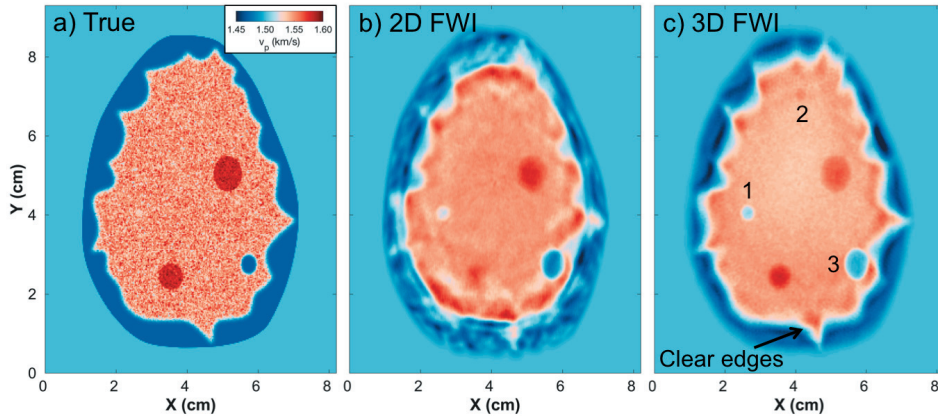 a) True
1.45 1.50 1.55 1.60
v_p (km/s)
b) 2D FWI
c) 3D FWI
8
6
4
2
0
Y (cm)
2
1
3
Clear edges
0 2 4 6 8
0 2 4 6 8
0 2 4 6 8
X (cm)
X (cm)
X (cm)